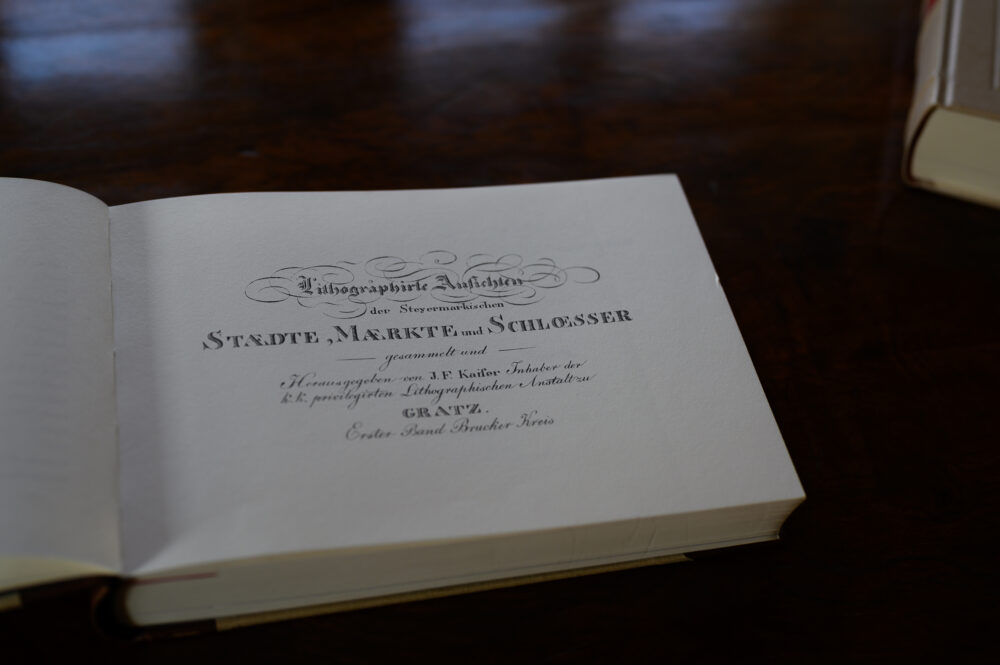 Lithographirte Ansichten
der Steyermärkischen
STÆDTE, MÆRKTE und SCHLŒSSER
gesammelt und
Herausgegeben von J. F. Kaiser Inhaber der
k. k. privilegirten Lithographischen Anstalt zu
GRATZ.
Erster Band Brucker Kreis